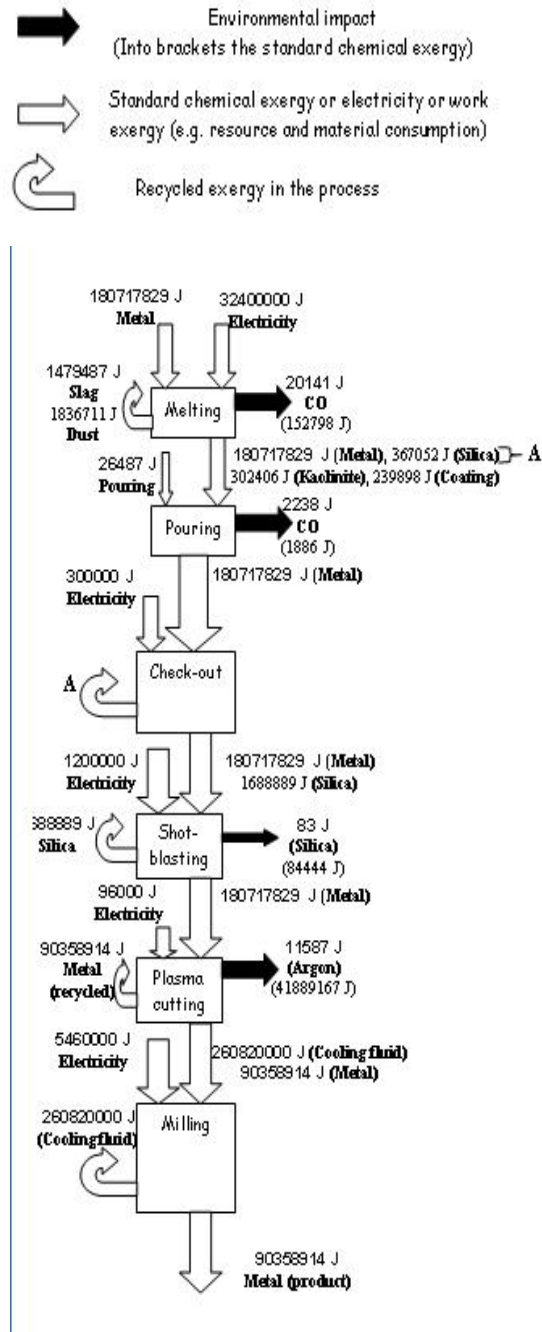 Environmental impact
(Into brackets the standard chemical exergy)
Standard chemical exergy or electricity or work
exergy (e.g. resource and material consumption)
Recycled exergy in the process
180717829 J
Metal
32400000 J
Electricity
1479487 J
Slag
1836711 J
Dust
Melting
20141 J
CO
(152798 J)
26487 J
Pouring
180717829 J (Metal), 367052 J (Silica)
302406 J (Kaolinite), 239898 J (Coating)
A
Pouring
2238 J
CO
(1886 J)
300000 J
Electricity
180717829 J (Metal)
A
Check-out
1200000 J
Electricity
180717829 J (Metal)
1688889 J (Silica)
588889 J
Silica
Shot-
blasting
83 J
(Silica)
(84444 J)
96000 J
Electricity
180717829 J (Metal)
90358914 J
Metal
(recycled)
Plasma
cutting
11587 J
(Argon)
(41889167 J)
5460000 J
Electricity
260820000 J (Cooling fluid)
90358914 J (Metal)
260820000 J
(Cooling fluid)
Milling
90358914 J
Metal (product)